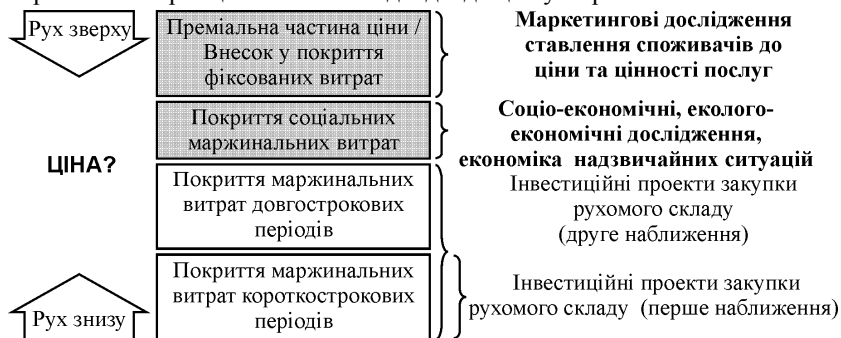 Рух зверху
Преміальна частина ціни /
Внесок у покриття
фіксованих витрат
Маркетингові дослідження
ставлення споживачів до
ціни та цінності послуг
Покриття соціальних
маржинальних витрат
Соціо-економічні, еколого-
економічні дослідження,
економіка надзвичайних ситуацій
ЦІНА?
Покриття маржинальних
витрат довгострокових
періодів
Інвестиційні проекти закупки
рухомого складу
(друге наближення)
Покриття маржинальних
витрат короткострокових
періодів
Інвестиційні проекти закупки
рухомого складу (перше наближення)
Рух знизу